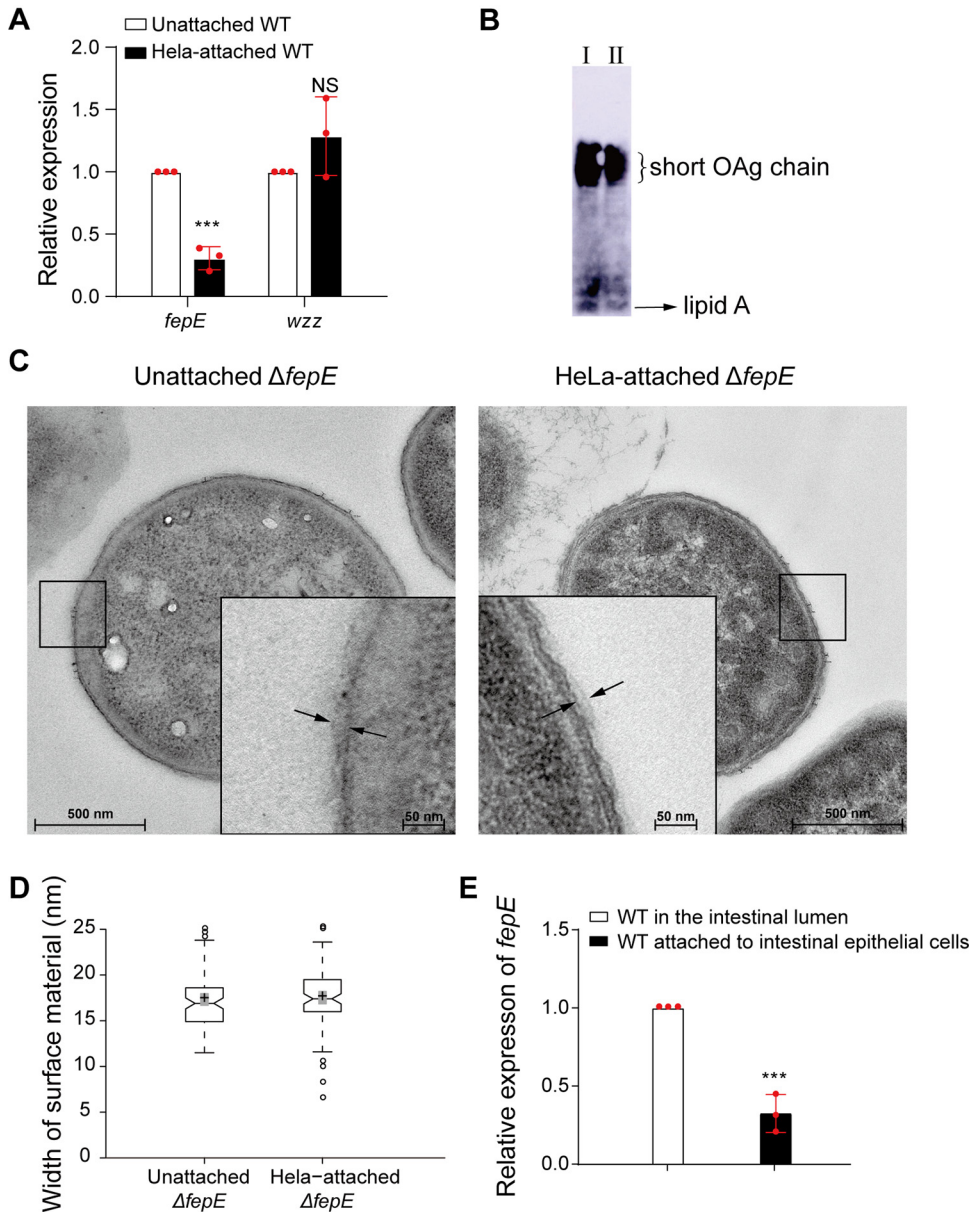 A
Unattached WT
Hela-attached WT
Relative expression
2.0
1.5
1.0
0.5
0.0
NS
***
fepE
wzz
B
I II
short OAg chain
lipid A
C
Unattached ΔfepE
HeLa-attached ΔfepE
500 nm
50 nm
50 nm
500 nm
D
Width of surface material (nm)
25
20
15
10
5
0
Unattached
ΔfepE
Hela−attached
ΔfepE
E
Relative expresson of fepE
WT in the intestinal lumen
WT attached to intestinal epithelial cells
1.5
1.0
0.5
0.0
***